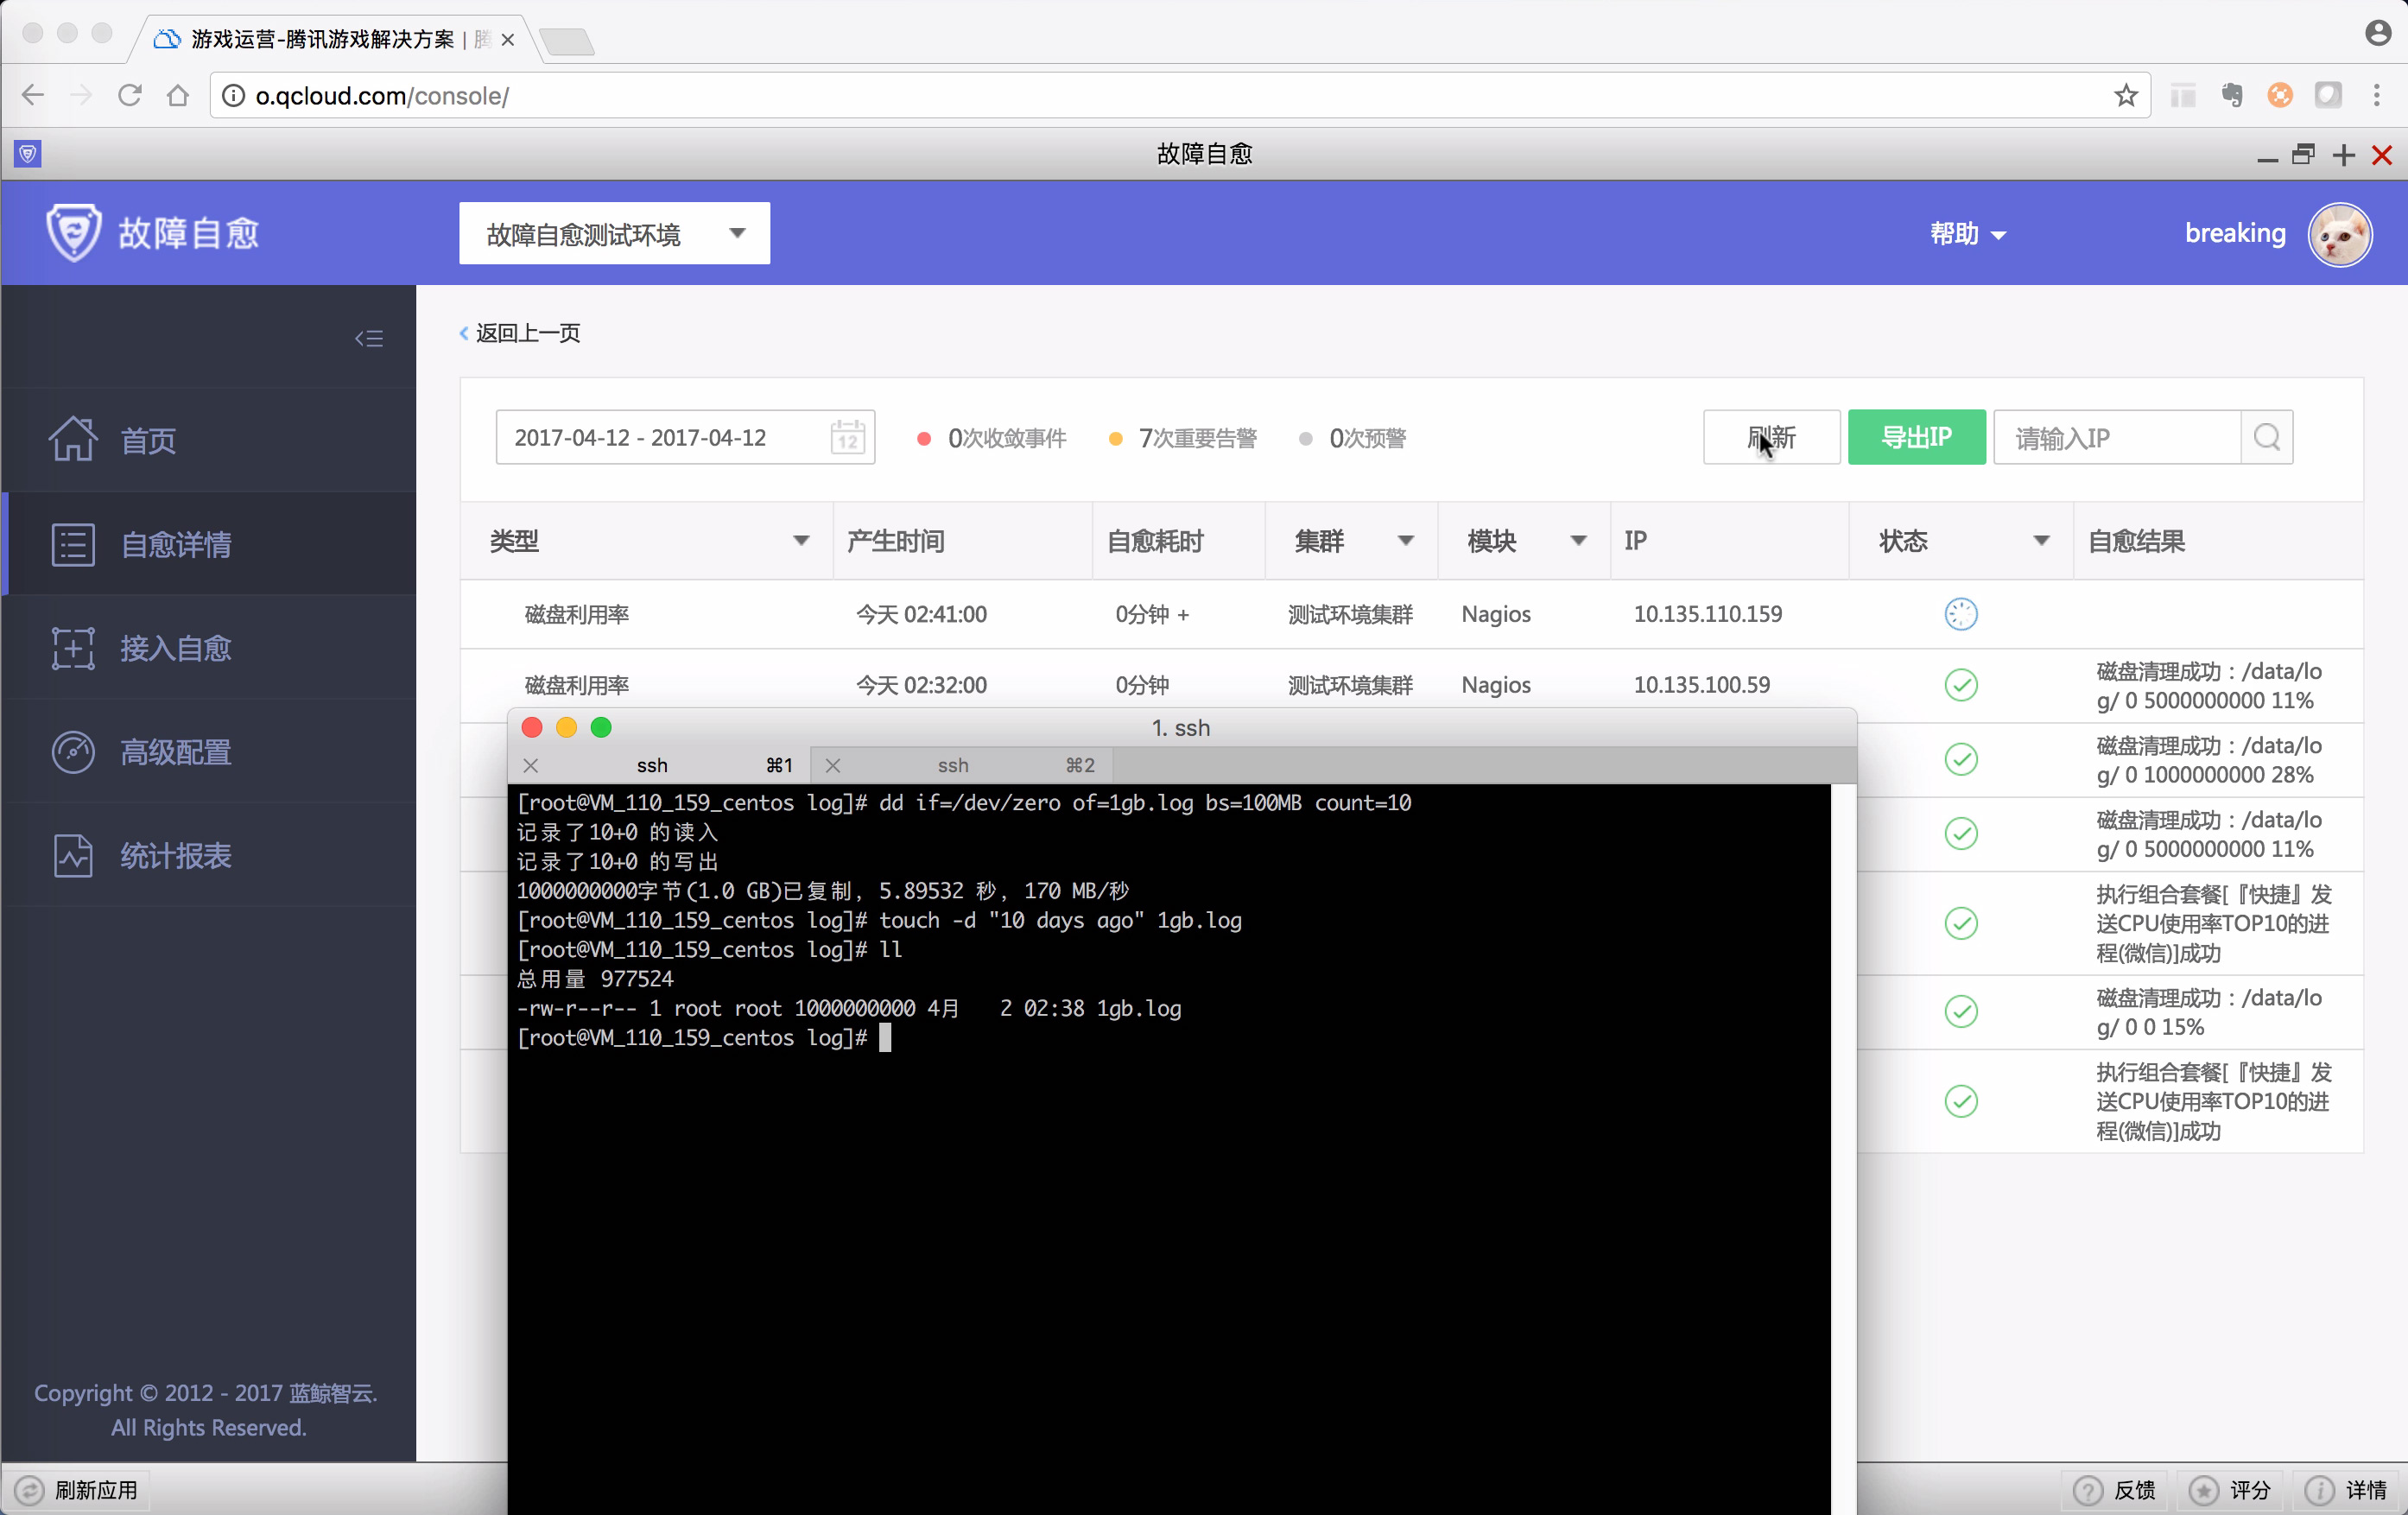 游戏运营-腾讯游戏解决方案 | 腾
o.qcloud.com/console/
故障自愈
故障自愈
故障自愈测试环境
帮助
breaking
返回上一页
首页
自愈详情
接入自愈
高级配置
统计报表
2017-04-12 - 2017-04-12
12
0次收敛事件
7次重要告警
0次预警
刷新
导出IP
请输入IP
类型 产生时间 自愈耗时 集群 模块 IP 状态 自愈结果
磁盘利用率 今天 02:41:00 0分钟 + 测试环境集群 Nagios 10.135.110.159
磁盘利用率 今天 02:32:00 0分钟 测试环境集群 Nagios 10.135.100.59
磁盘清理成功：/data/lo
g/ 0 5000000000 11%
磁盘清理成功：/data/lo
g/ 0 1000000000 28%
磁盘清理成功：/data/lo
g/ 0 5000000000 11%
执行组合套餐[『快捷』发
送CPU使用率TOP10的进
程(微信)]成功
磁盘清理成功：/data/lo
g/ 0 0 15%
执行组合套餐[『快捷』发
送CPU使用率TOP10的进
程(微信)]成功
1. ssh
ssh ⌘1
ssh ⌘2
[root@VM_110_159_centos log]# dd if=/dev/zero of=1gb.log bs=100MB count=10
记录了10+0 的读入
记录了10+0 的写出
1000000000字节(1.0 GB)已复制，5.89532 秒，170 MB/秒
[root@VM_110_159_centos log]# touch -d "10 days ago" 1gb.log
[root@VM_110_159_centos log]# ll
总用量 977524
-rw-r--r-- 1 root root 1000000000 4月   2 02:38 1gb.log
[root@VM_110_159_centos log]#
Copyright © 2012 - 2017 蓝鲸智云.
All Rights Reserved.
刷新应用
反馈
评分
详情